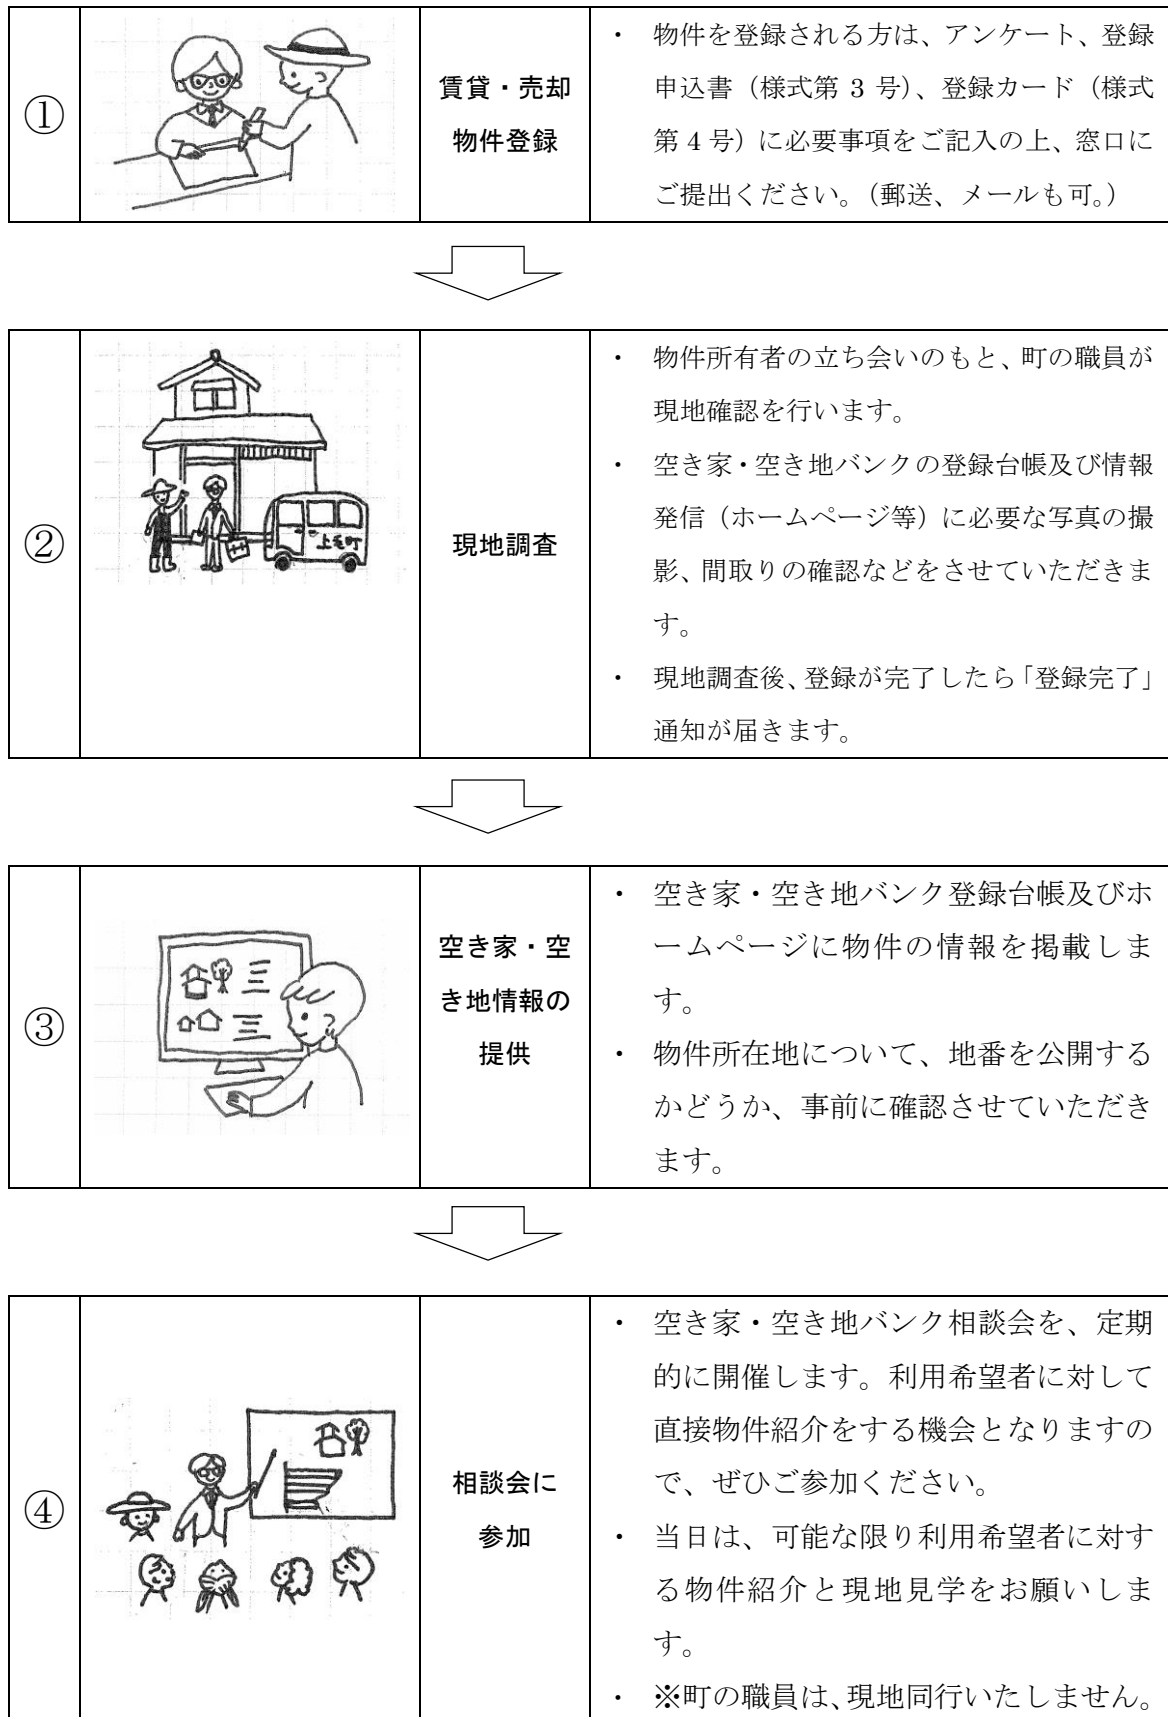 ①
賃貸・売却
物件登録
・ 物件を登録される方は、アンケート、登録
申込書（様式第 3 号）、登録カード（様式
第 4 号）に必要事項をご記入の上、窓口に
ご提出ください。（郵送、メールも可。）
②
上毛町
現地調査
・ 物件所有者の立ち会いのもと、町の職員が
現地確認を行います。
・ 空き家・空き地バンクの登録台帳及び情報
発信（ホームページ等）に必要な写真の撮
影、間取りの確認などをさせていただきま
す。
・ 現地調査後、登録が完了したら「登録完了」
通知が届きます。
③
空き家・空
き地情報の
提供
・ 空き家・空き地バンク登録台帳及びホ
ームページに物件の情報を掲載しま
す。
・ 物件所在地について、地番を公開する
かどうか、事前に確認させていただき
ます。
④
相談会に
参加
・ 空き家・空き地バンク相談会を、定期
的に開催します。利用希望者に対して
直接物件紹介をする機会となりますの
で、ぜひご参加ください。
・ 当日は、可能な限り利用希望者に対す
る物件紹介と現地見学をお願いしま
す。
・ ※町の職員は、現地同行いたしません。